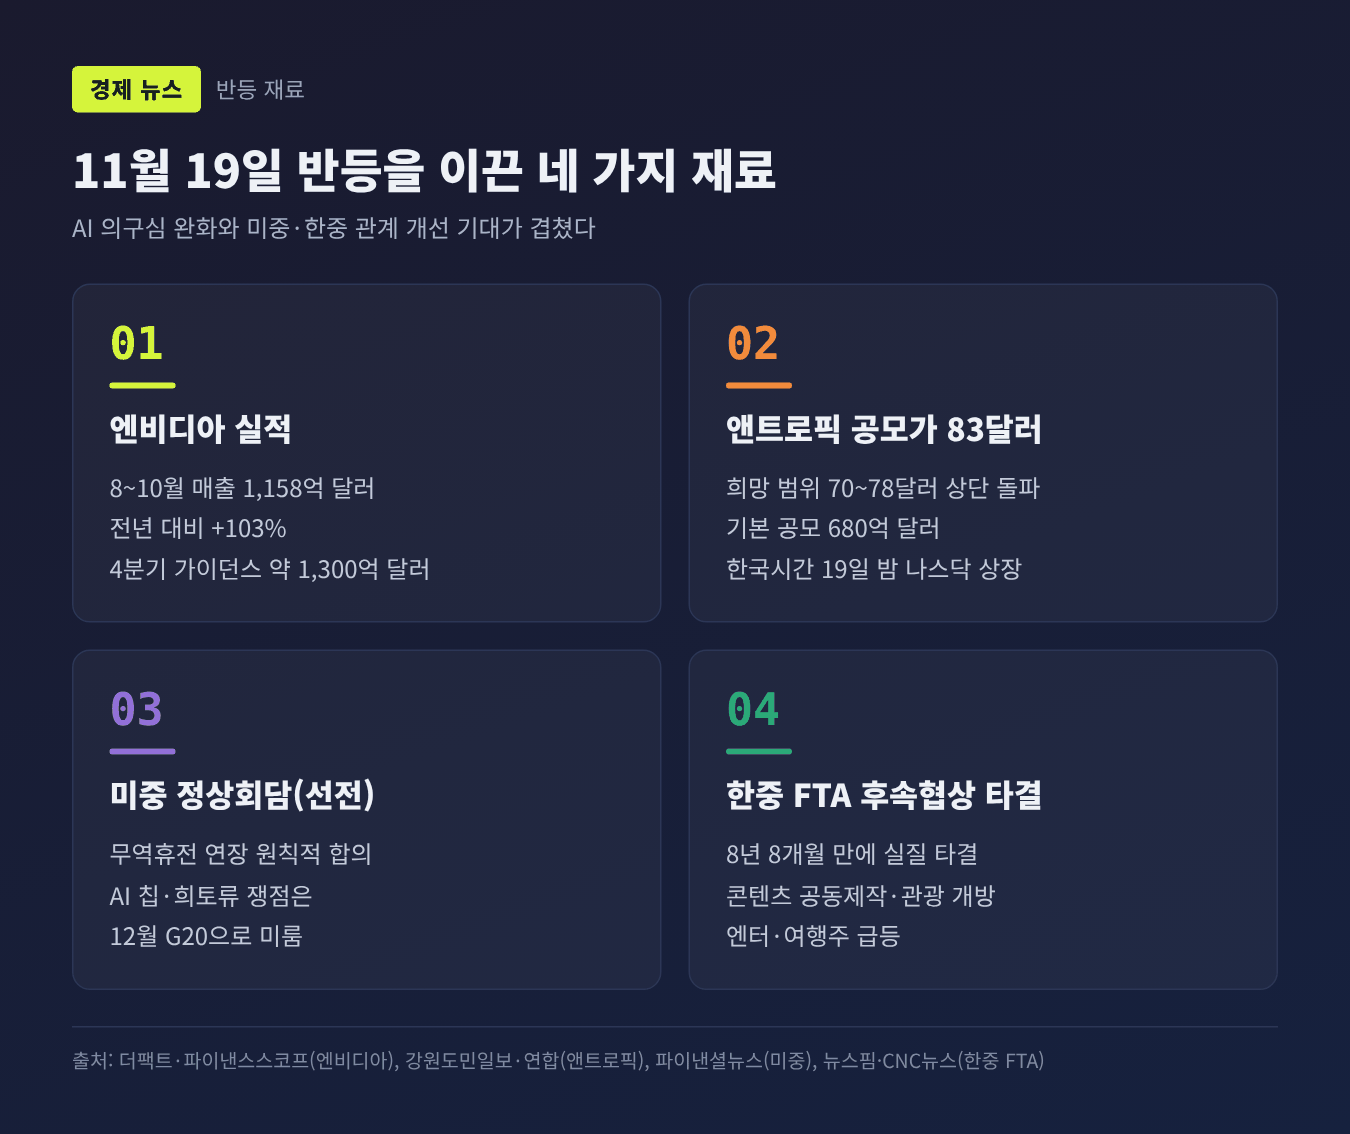 경제 뉴스 반등 재료
11월 19일 반등을 이끈 네 가지 재료
AI 의구심 완화와 미중·한중 관계 개선 기대가 겹쳤다
01
엔비디아 실적
8~10월 매출 1,158억 달러
전년 대비 +103%
4분기 가이던스 약 1,300억 달러
02
앤트로픽 공모가 83달러
희망 범위 70~78달러 상단 돌파
기본 공모 680억 달러
한국시간 19일 밤 나스닥 상장
03
미중 정상회담(선전)
무역휴전 연장 원칙적 합의
AI 칩·희토류 쟁점은
12월 G20으로 미룸
04
한중 FTA 후속협상 타결
8년 8개월 만에 실질 타결
콘텐츠 공동제작·관광 개방
엔터·여행주 급등
출처: 더팩트·파이낸스스코프(엔비디아), 강원도민일보·연합(앤트로픽), 파이낸셜뉴스(미중), 뉴스핌·CNC뉴스(한중 FTA)